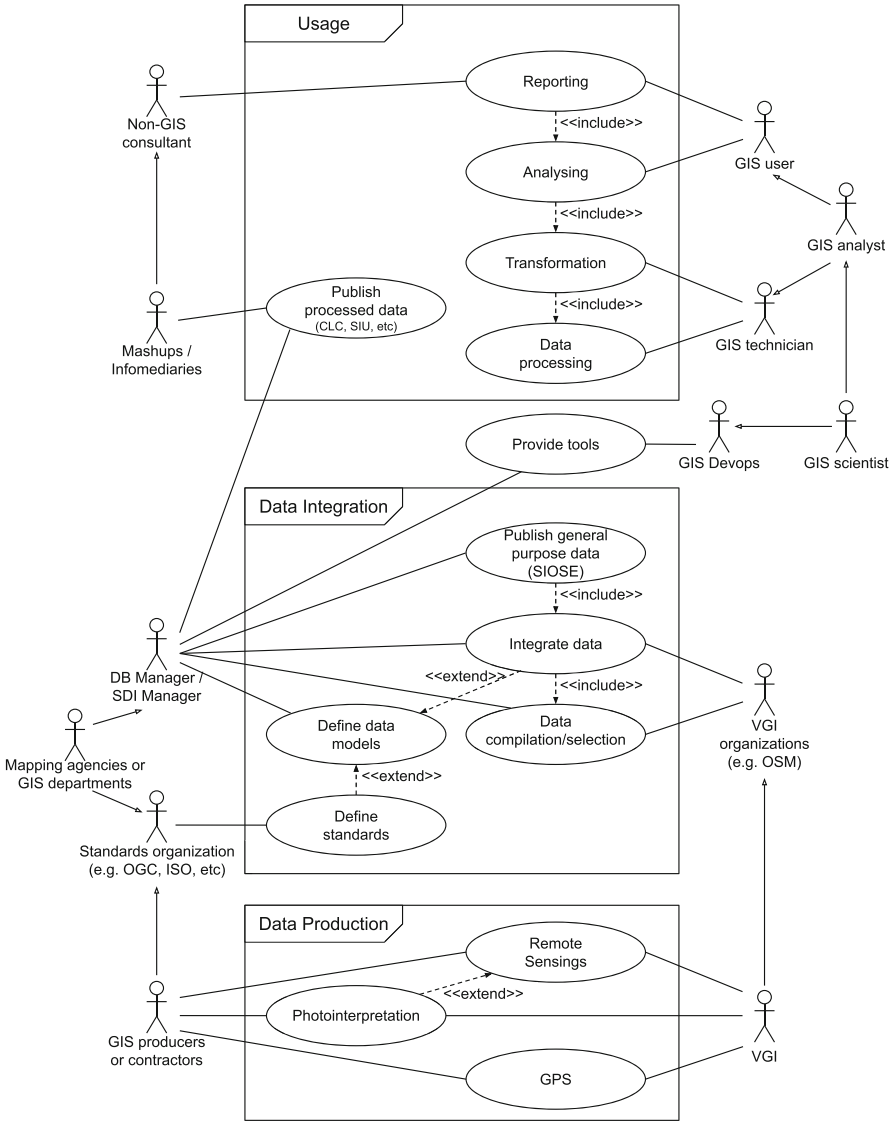 Usage
Reporting
<<include>>
Non-GIS
consultant
GIS user
Analysing
<<include>>
GIS analyst
Transformation
Publish
processed data
(CLC, SIU, etc)
<<include>>
GIS technician
Data
processing
Mashups /
Infomediaries
Provide tools
GIS Devops
GIS scientist
Data Integration
Publish general
purpose data
(SIOSE)
<<include>>
Integrate data
DB Manager /
SDI Manager
<<extend>>
<<include>>
Define data
models
Data
compilation/selection
VGI
organizations
(e.g. OSM)
Mapping agencies or
GIS departments
<<extend>>
Define
standards
Standards organization
(e.g. OGC, ISO, etc)
Data Production
Remote
Sensings
<<extend>>
Photointerpretation
GIS producers
or contractors
VGI
GPS